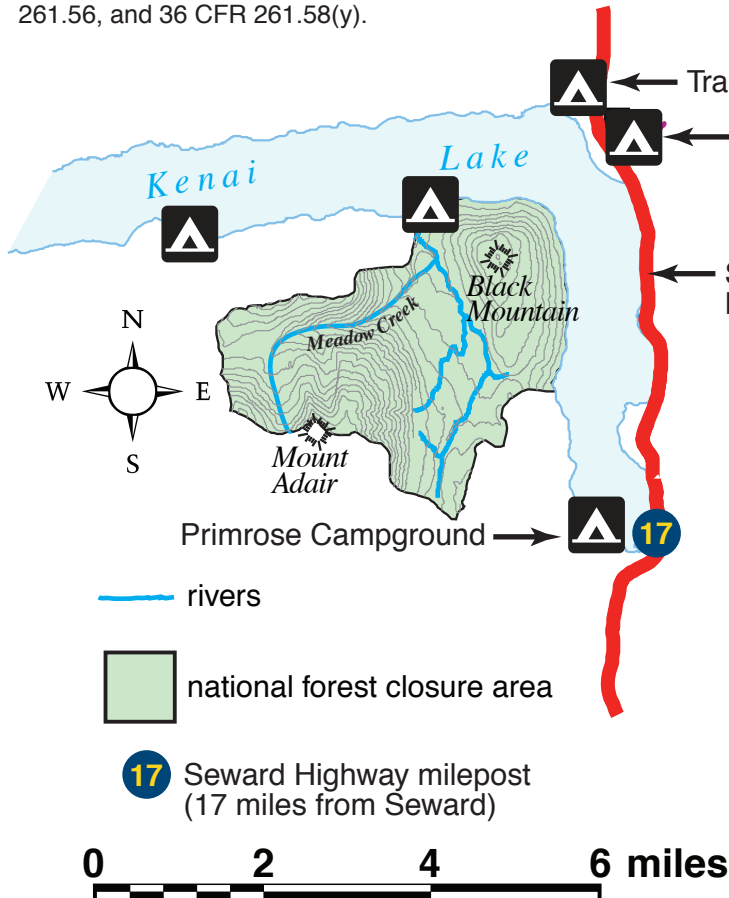 261.56, and 36 CFR 261.58(y).
Kenai Lake
Black
Mountain
Meadow Creek
N
W E
S
Mount
Adair
Primrose Campground
17
rivers
national forest closure area
17 Seward Highway milepost
(17 miles from Seward)
0 2 4 6 miles